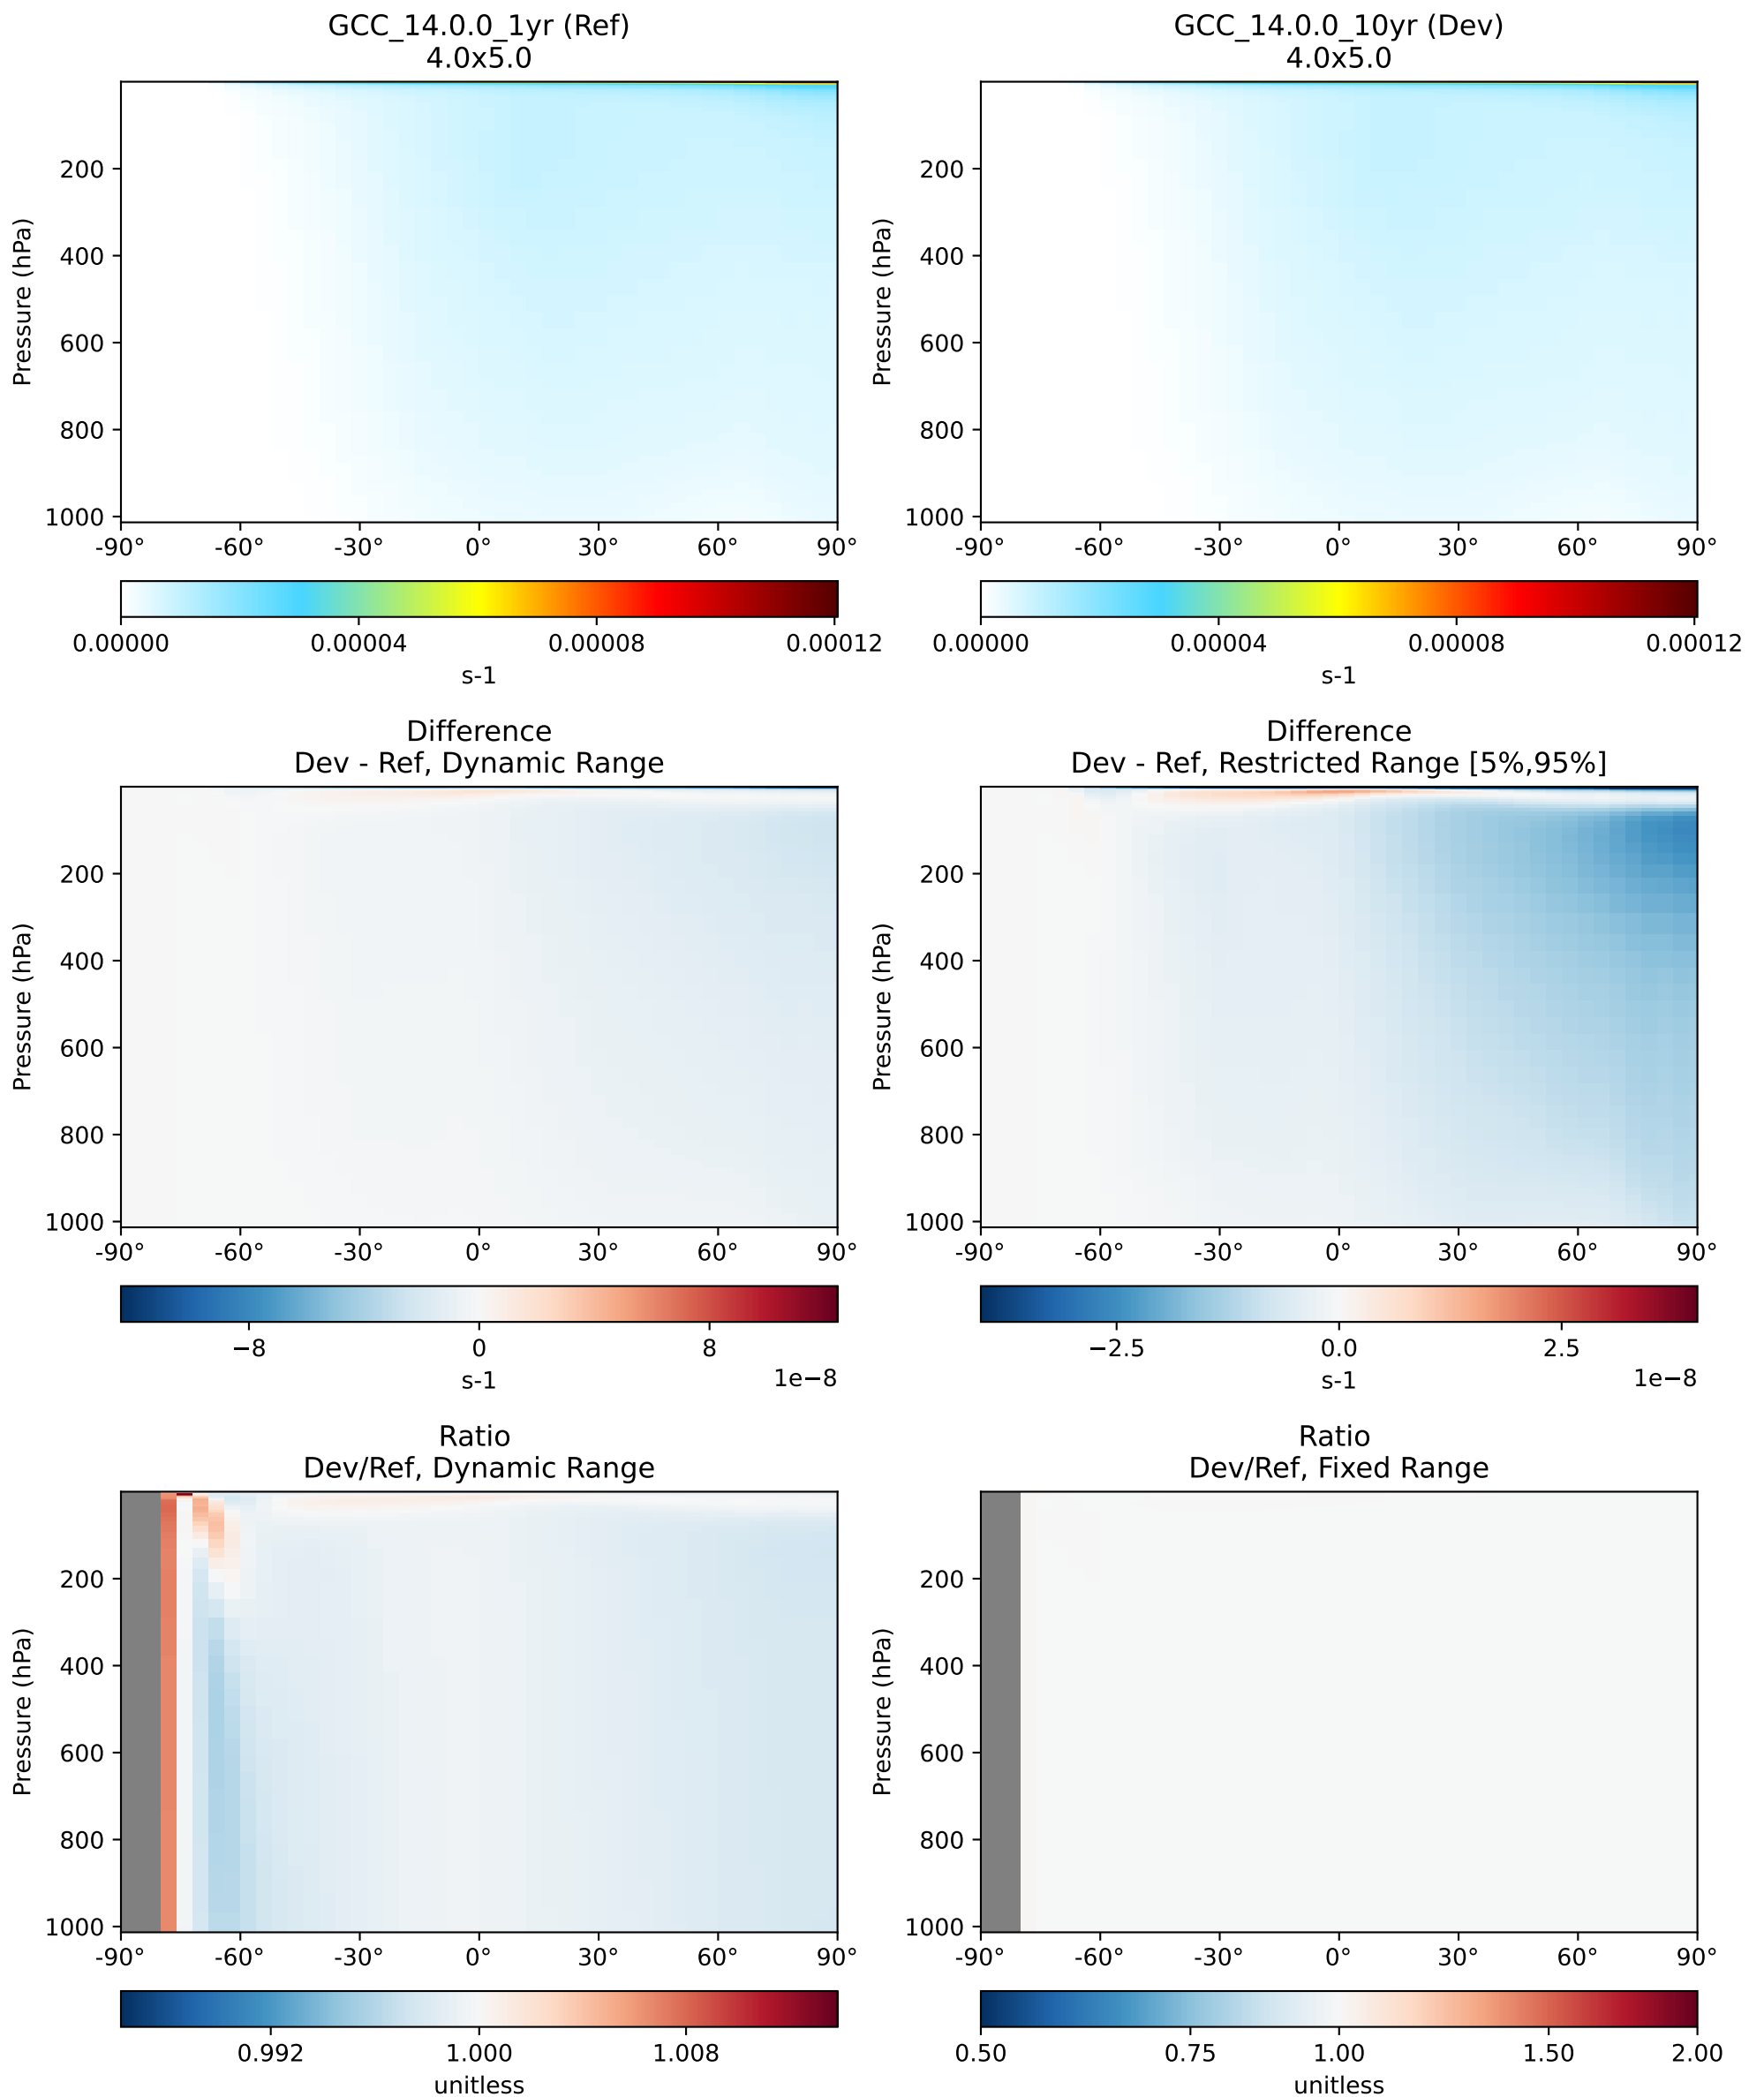 GCC_14.0.0_1yr (Ref)
4.0x5.0
Pressure (hPa)
200
400
600
800
1000
-90° -60° -30° 0° 30° 60° 90°
0.00000 0.00004 0.00008 0.00012
s-1
GCC_14.0.0_10yr (Dev)
4.0x5.0
Pressure (hPa)
200
400
600
800
1000
-90° -60° -30° 0° 30° 60° 90°
0.00000 0.00004 0.00008 0.00012
s-1
Difference
Dev - Ref, Dynamic Range
Pressure (hPa)
200
400
600
800
1000
-90° -60° -30° 0° 30° 60° 90°
−8 0 8
s-1 1e−8
Difference
Dev - Ref, Restricted Range [5%,95%]
Pressure (hPa)
200
400
600
800
1000
-90° -60° -30° 0° 30° 60° 90°
−2.5 0.0 2.5
s-1 1e−8
Ratio
Dev/Ref, Dynamic Range
Pressure (hPa)
200
400
600
800
1000
-90° -60° -30° 0° 30° 60° 90°
0.992 1.000 1.008
unitless
Ratio
Dev/Ref, Fixed Range
Pressure (hPa)
200
400
600
800
1000
-90° -60° -30° 0° 30° 60° 90°
0.50 0.75 1.00 1.50 2.00
unitless